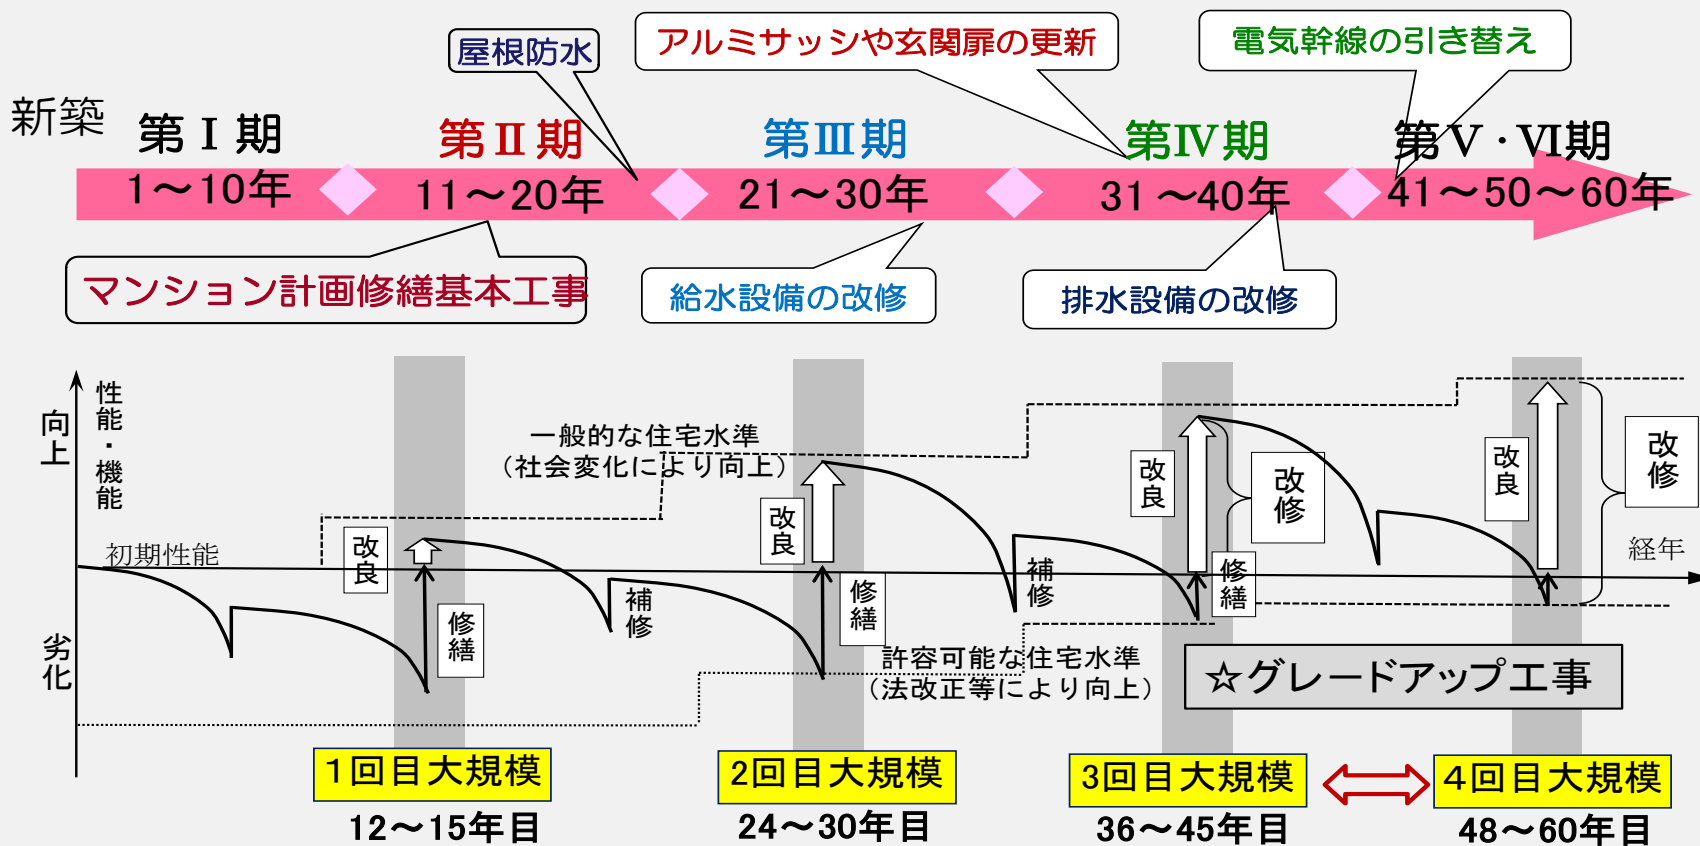 屋根防水
アルミサッシや玄関扉の更新
電気幹線の引き替え
新築
第Ⅰ期
第Ⅱ期
第Ⅲ期
第Ⅳ期
第Ⅴ・Ⅵ期
1～10年
11～20年
21～30年
31～40年
41～50～60年
マンション計画修繕基本工事
給水設備の改修
排水設備の改修
向上
性能・機能
一般的な住宅水準
（社会変化により向上）
初期性能
改良
修繕
補修
改良
修繕
補修
改良
改修
修繕
改良
改修
経年
劣化
許容可能な住宅水準
（法改正等により向上）
☆グレードアップ工事
1回目大規模
2回目大規模
3回目大規模
4回目大規模
12～15年目
24～30年目
36～45年目
48～60年目